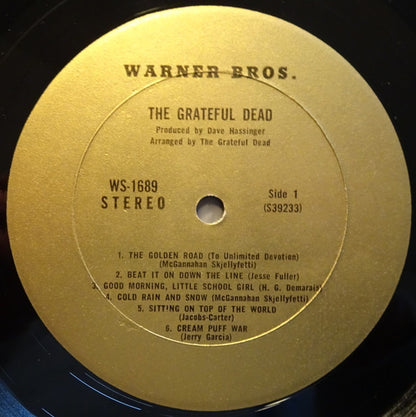 WARNER BROS.
THE GRATEFUL DEAD
Produced by Dave Hassinger
Arranged by The Grateful Dead
WS-1689
STEREO
Side 1
(S39233)
1. THE GOLDEN ROAD (To Unlimited Devotion)
(McGannahan Skjellyfetti)
2. BEAT IT ON DOWN THE LINE (Jesse Fuller)
3. GOOD MORNING, LITTLE SCHOOL GIRL (H. G. Demarais)
4. COLD RAIN AND SNOW (McGannahan Skjellyfetti)
5. SITTING ON TOP OF THE WORLD
(Jacobs-Carter)
6. CREAM PUFF WAR
(Jerry Garcia)